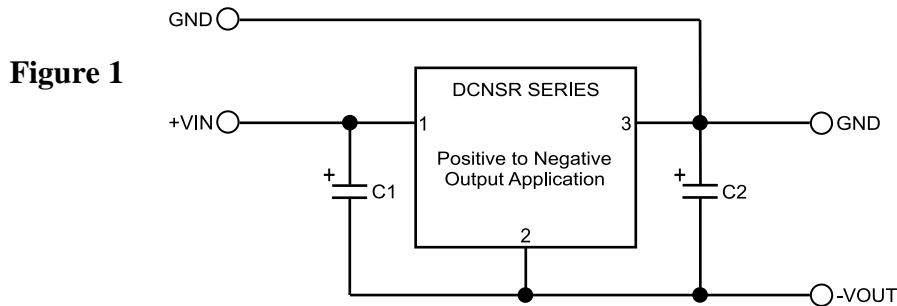 GND
Figure 1
DCNSR SERIES
+VIN
1
3
GND
Positive to Negative
Output Application
+
C1
+
C2
2
-VOUT